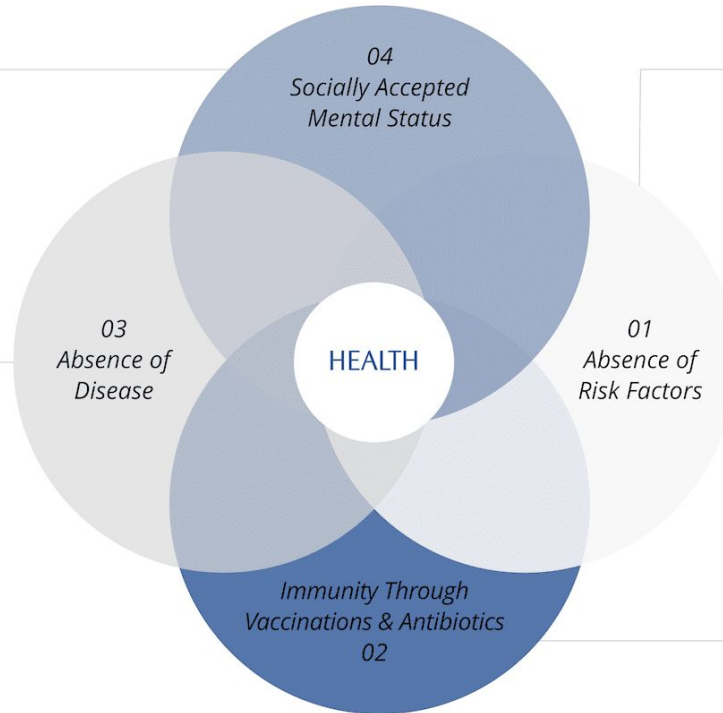 04
Socially Accepted
Mental Status
03
Absence of
Disease
HEALTH
01
Absence of
Risk Factors
Immunity Through
Vaccinations & Antibiotics
02